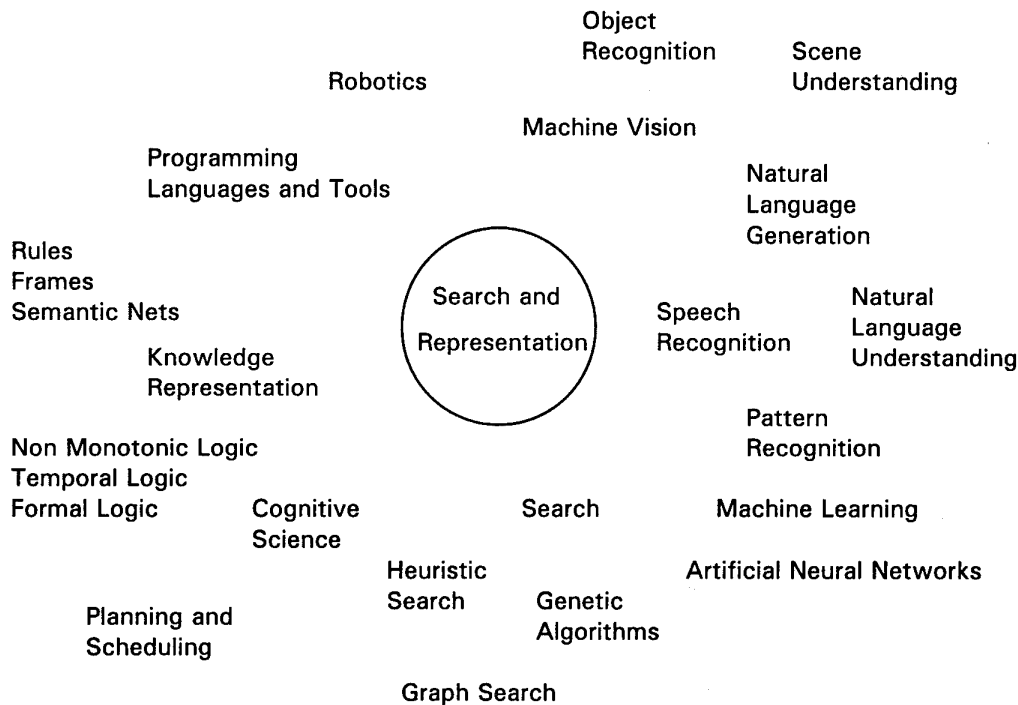 Object
Recognition
Scene
Understanding
Robotics
Machine Vision
Programming
Languages and Tools
Natural
Language
Generation
Rules
Frames
Semantic Nets
Search and
Representation
Speech
Recognition
Natural
Language
Understanding
Knowledge
Representation
Pattern
Recognition
Non Monotonic Logic
Temporal Logic
Formal Logic
Cognitive
Science
Search
Machine Learning
Heuristic
Search
Artificial Neural Networks
Genetic
Algorithms
Planning and
Scheduling
Graph Search